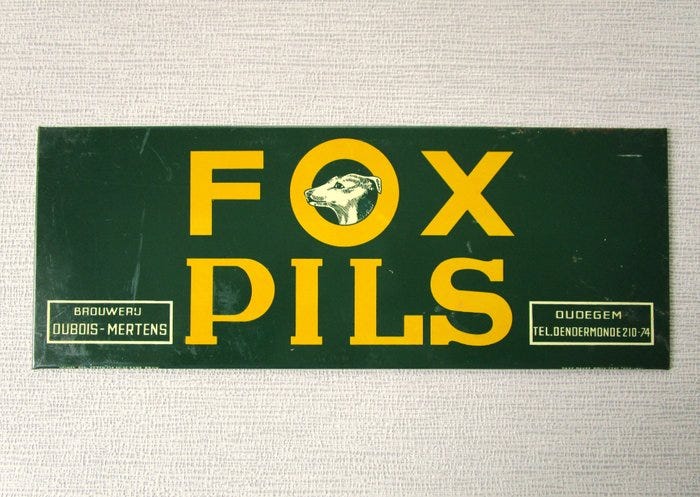 FOX
PILS
BROUWERIJ
DUBOIS-MERTENS
OUDEGEM
TEL. DENDERMONDE 210-74